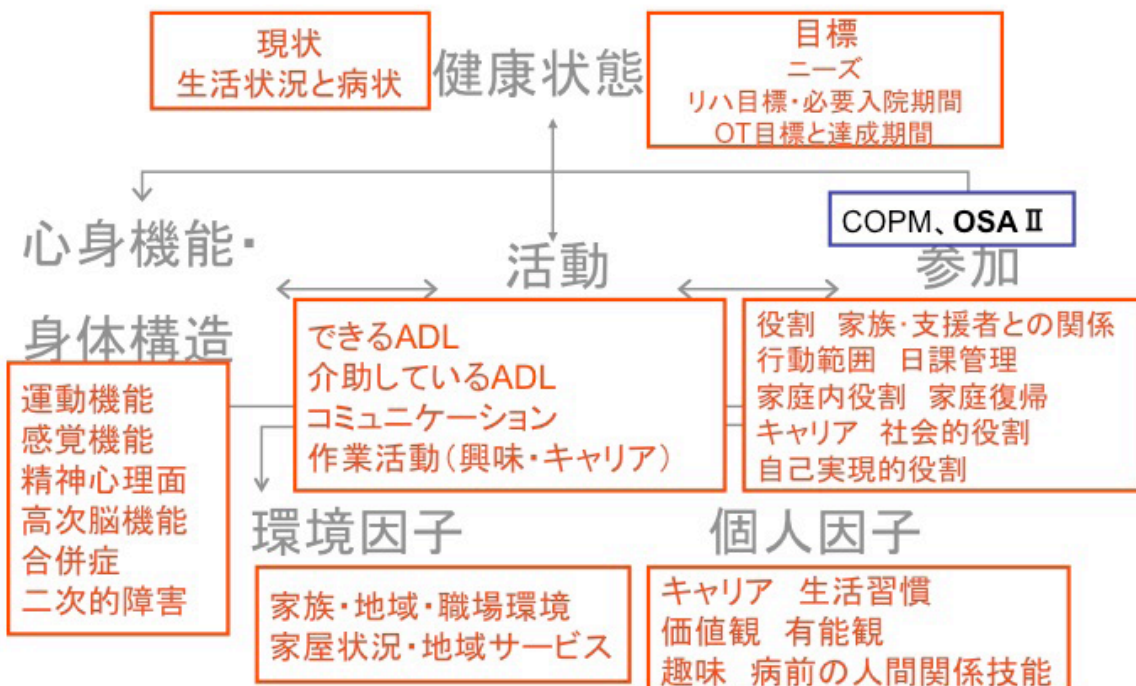 現状
生活状況と病状
健康状態
目標
ニーズ
リハ目標・必要入院期間
OT目標と達成期間
COPM、OSAⅡ
心身機能・
身体構造
活動
参加
運動機能
感覚機能
精神心理面
高次脳機能
合併症
二次的障害
できるADL
介助しているADL
コミュニケーション
作業活動(興味・キャリア)
役割 家族・支援者との関係
行動範囲 日課管理
家庭内役割 家庭復帰
キャリア 社会的役割
自己実現的役割
環境因子
家族・地域・職場環境
家屋状況・地域サービス
個人因子
キャリア 生活習慣
価値観 有能観
趣味 病前の人間関係技能